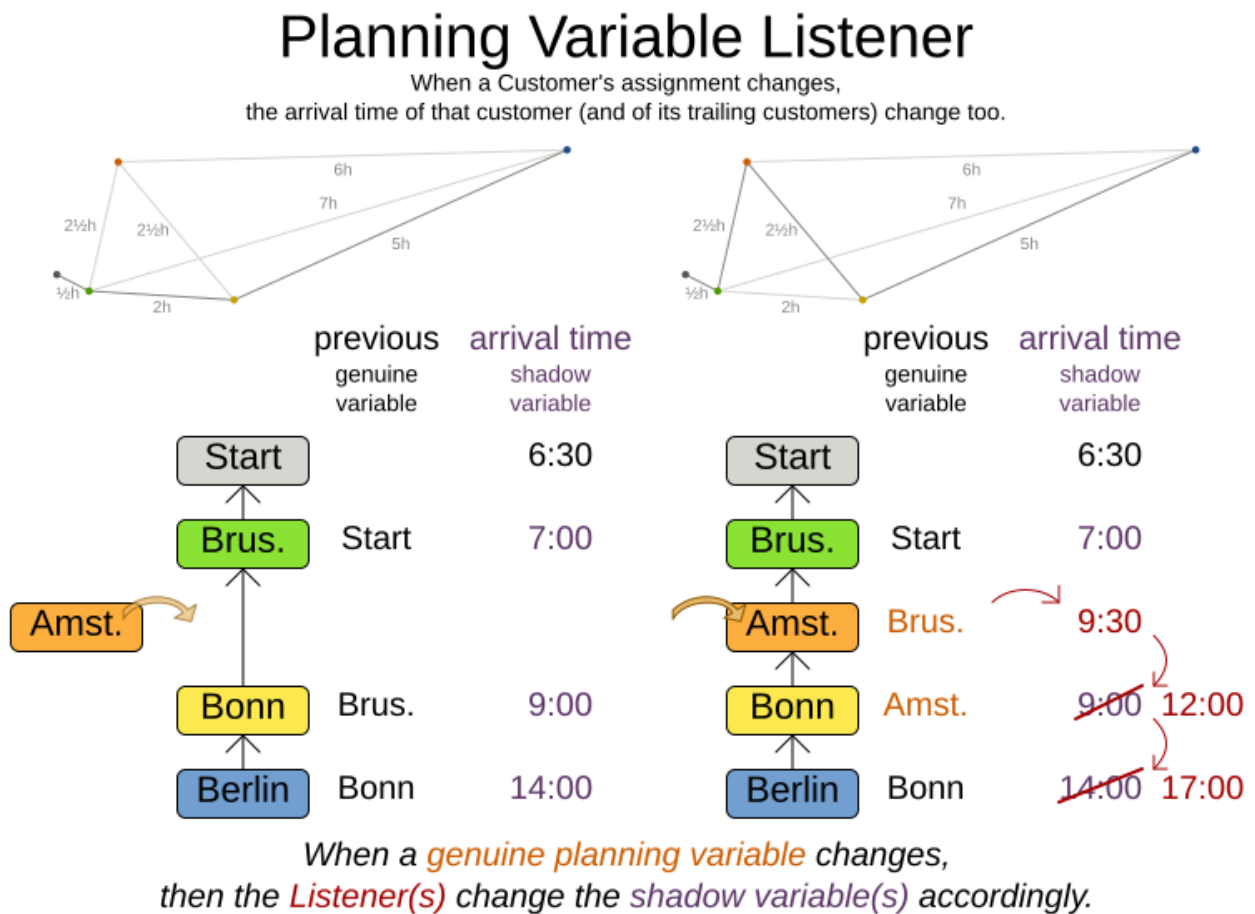 Planning Variable Listener
When a Customer's assignment changes,
the arrival time of that customer (and of its trailing customers) change too.
6h
7h
2½h
2½h
5h
½h
2h
6h
7h
2½h
2½h
5h
½h
2h
previous arrival time
genuine shadow
variable variable
Start 6:30
Brus. Start 7:00
Amst.
Bonn Brus. 9:00
Berlin Bonn 14:00
previous arrival time
genuine shadow
variable variable
Start 6:30
Brus. Start 7:00
Amst. Brus. 9:30
Bonn Amst. 9:00 12:00
Berlin Bonn 14:00 17:00
When a genuine planning variable changes,
then the Listener(s) change the shadow variable(s) accordingly.